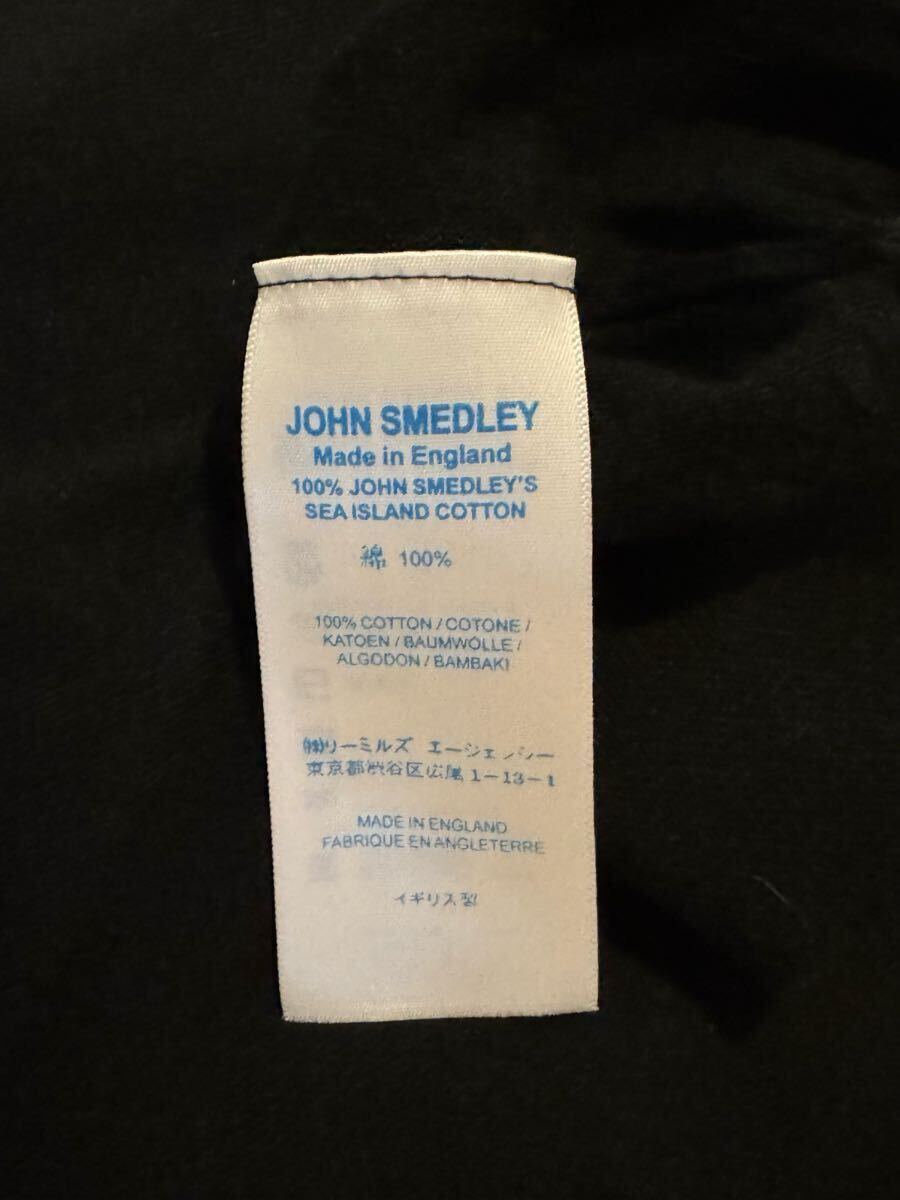 JOHN SMEDLEY
Made in England
100% JOHN SMEDLEY'S
SEA ISLAND COTTON
綿 100%
100% COTTON / COTONE /
KATOEN / BAUMWOLLE /
ALGODON / BAMBAKI
㈱リーミルズ エージェンシー
東京都渋谷区広尾1-13-1
MADE IN ENGLAND
FABRIQUE EN ANGLETERRE
イギリス製